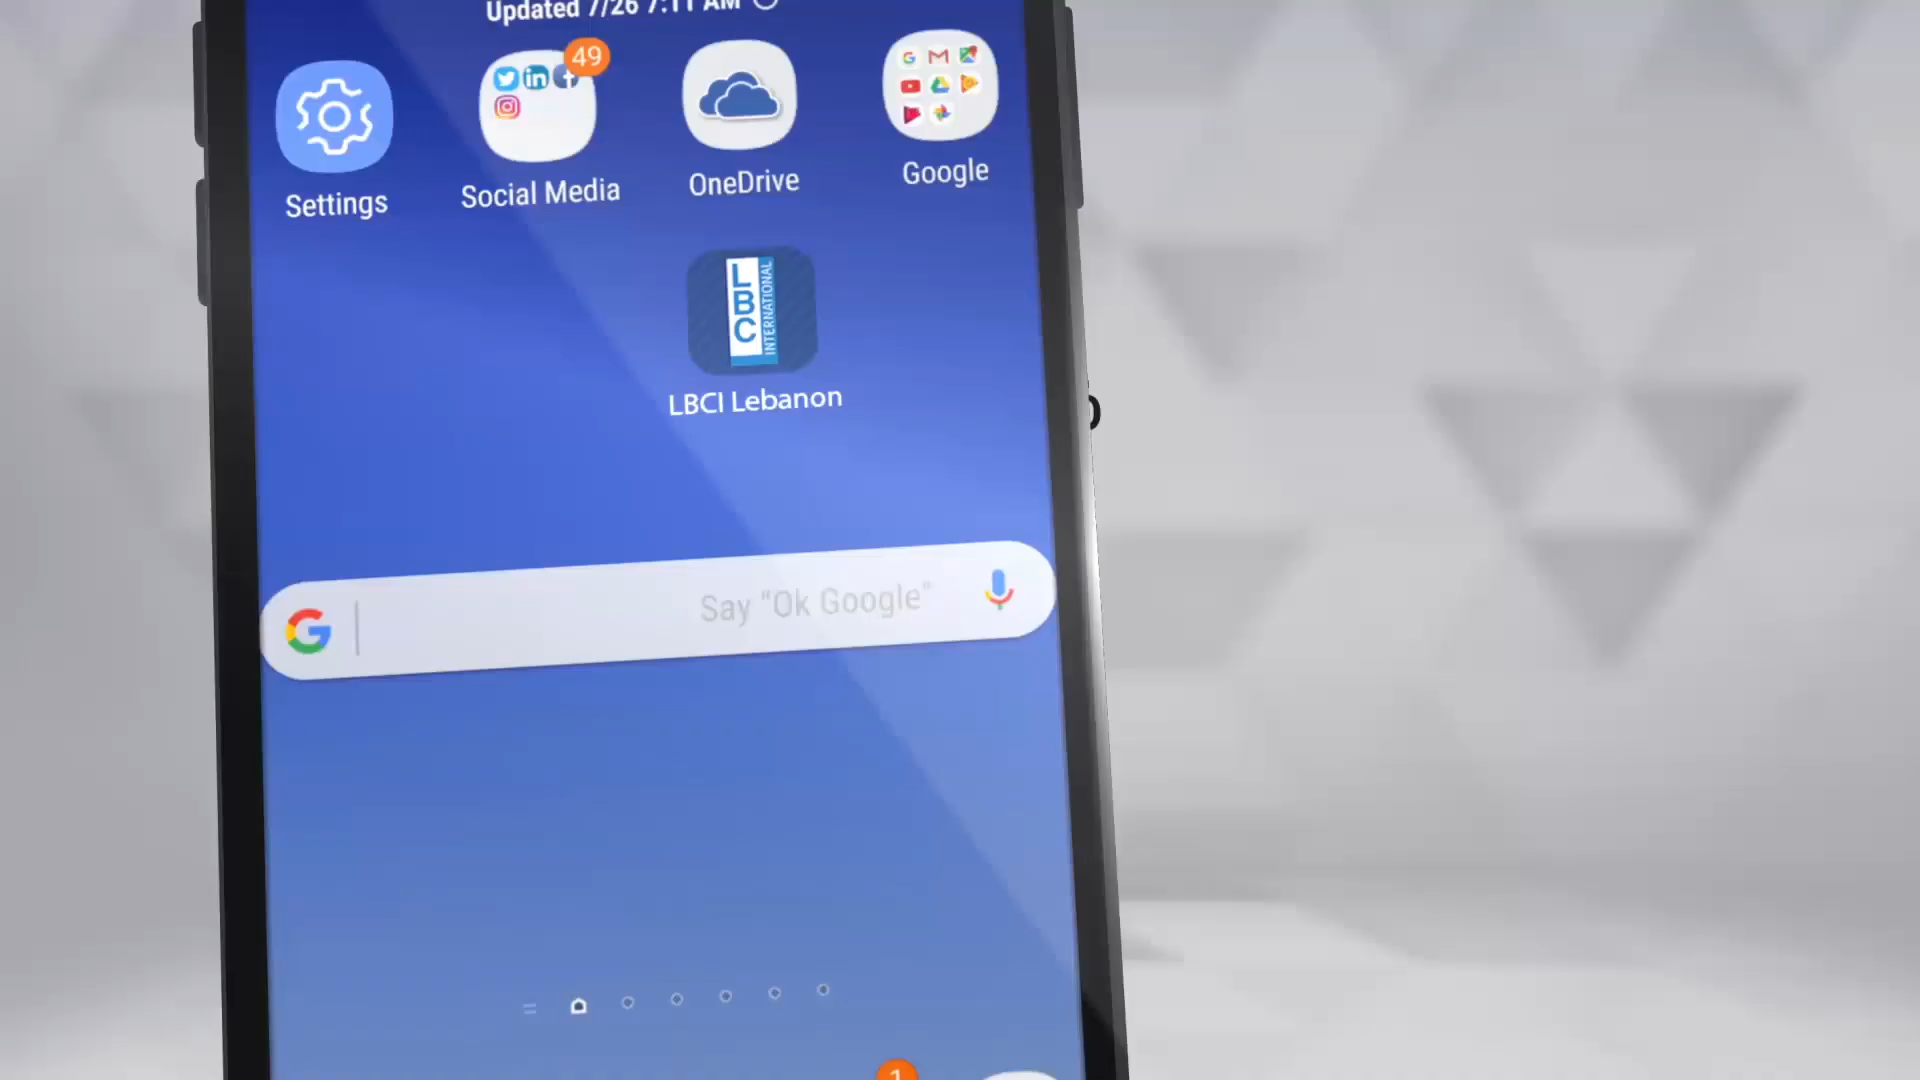 Updated 7/26 7:11 AM
49
Settings
Social Media
OneDrive
Google
LBC
INTERNATIONAL
LBCI Lebanon
Say "Ok Google"
1